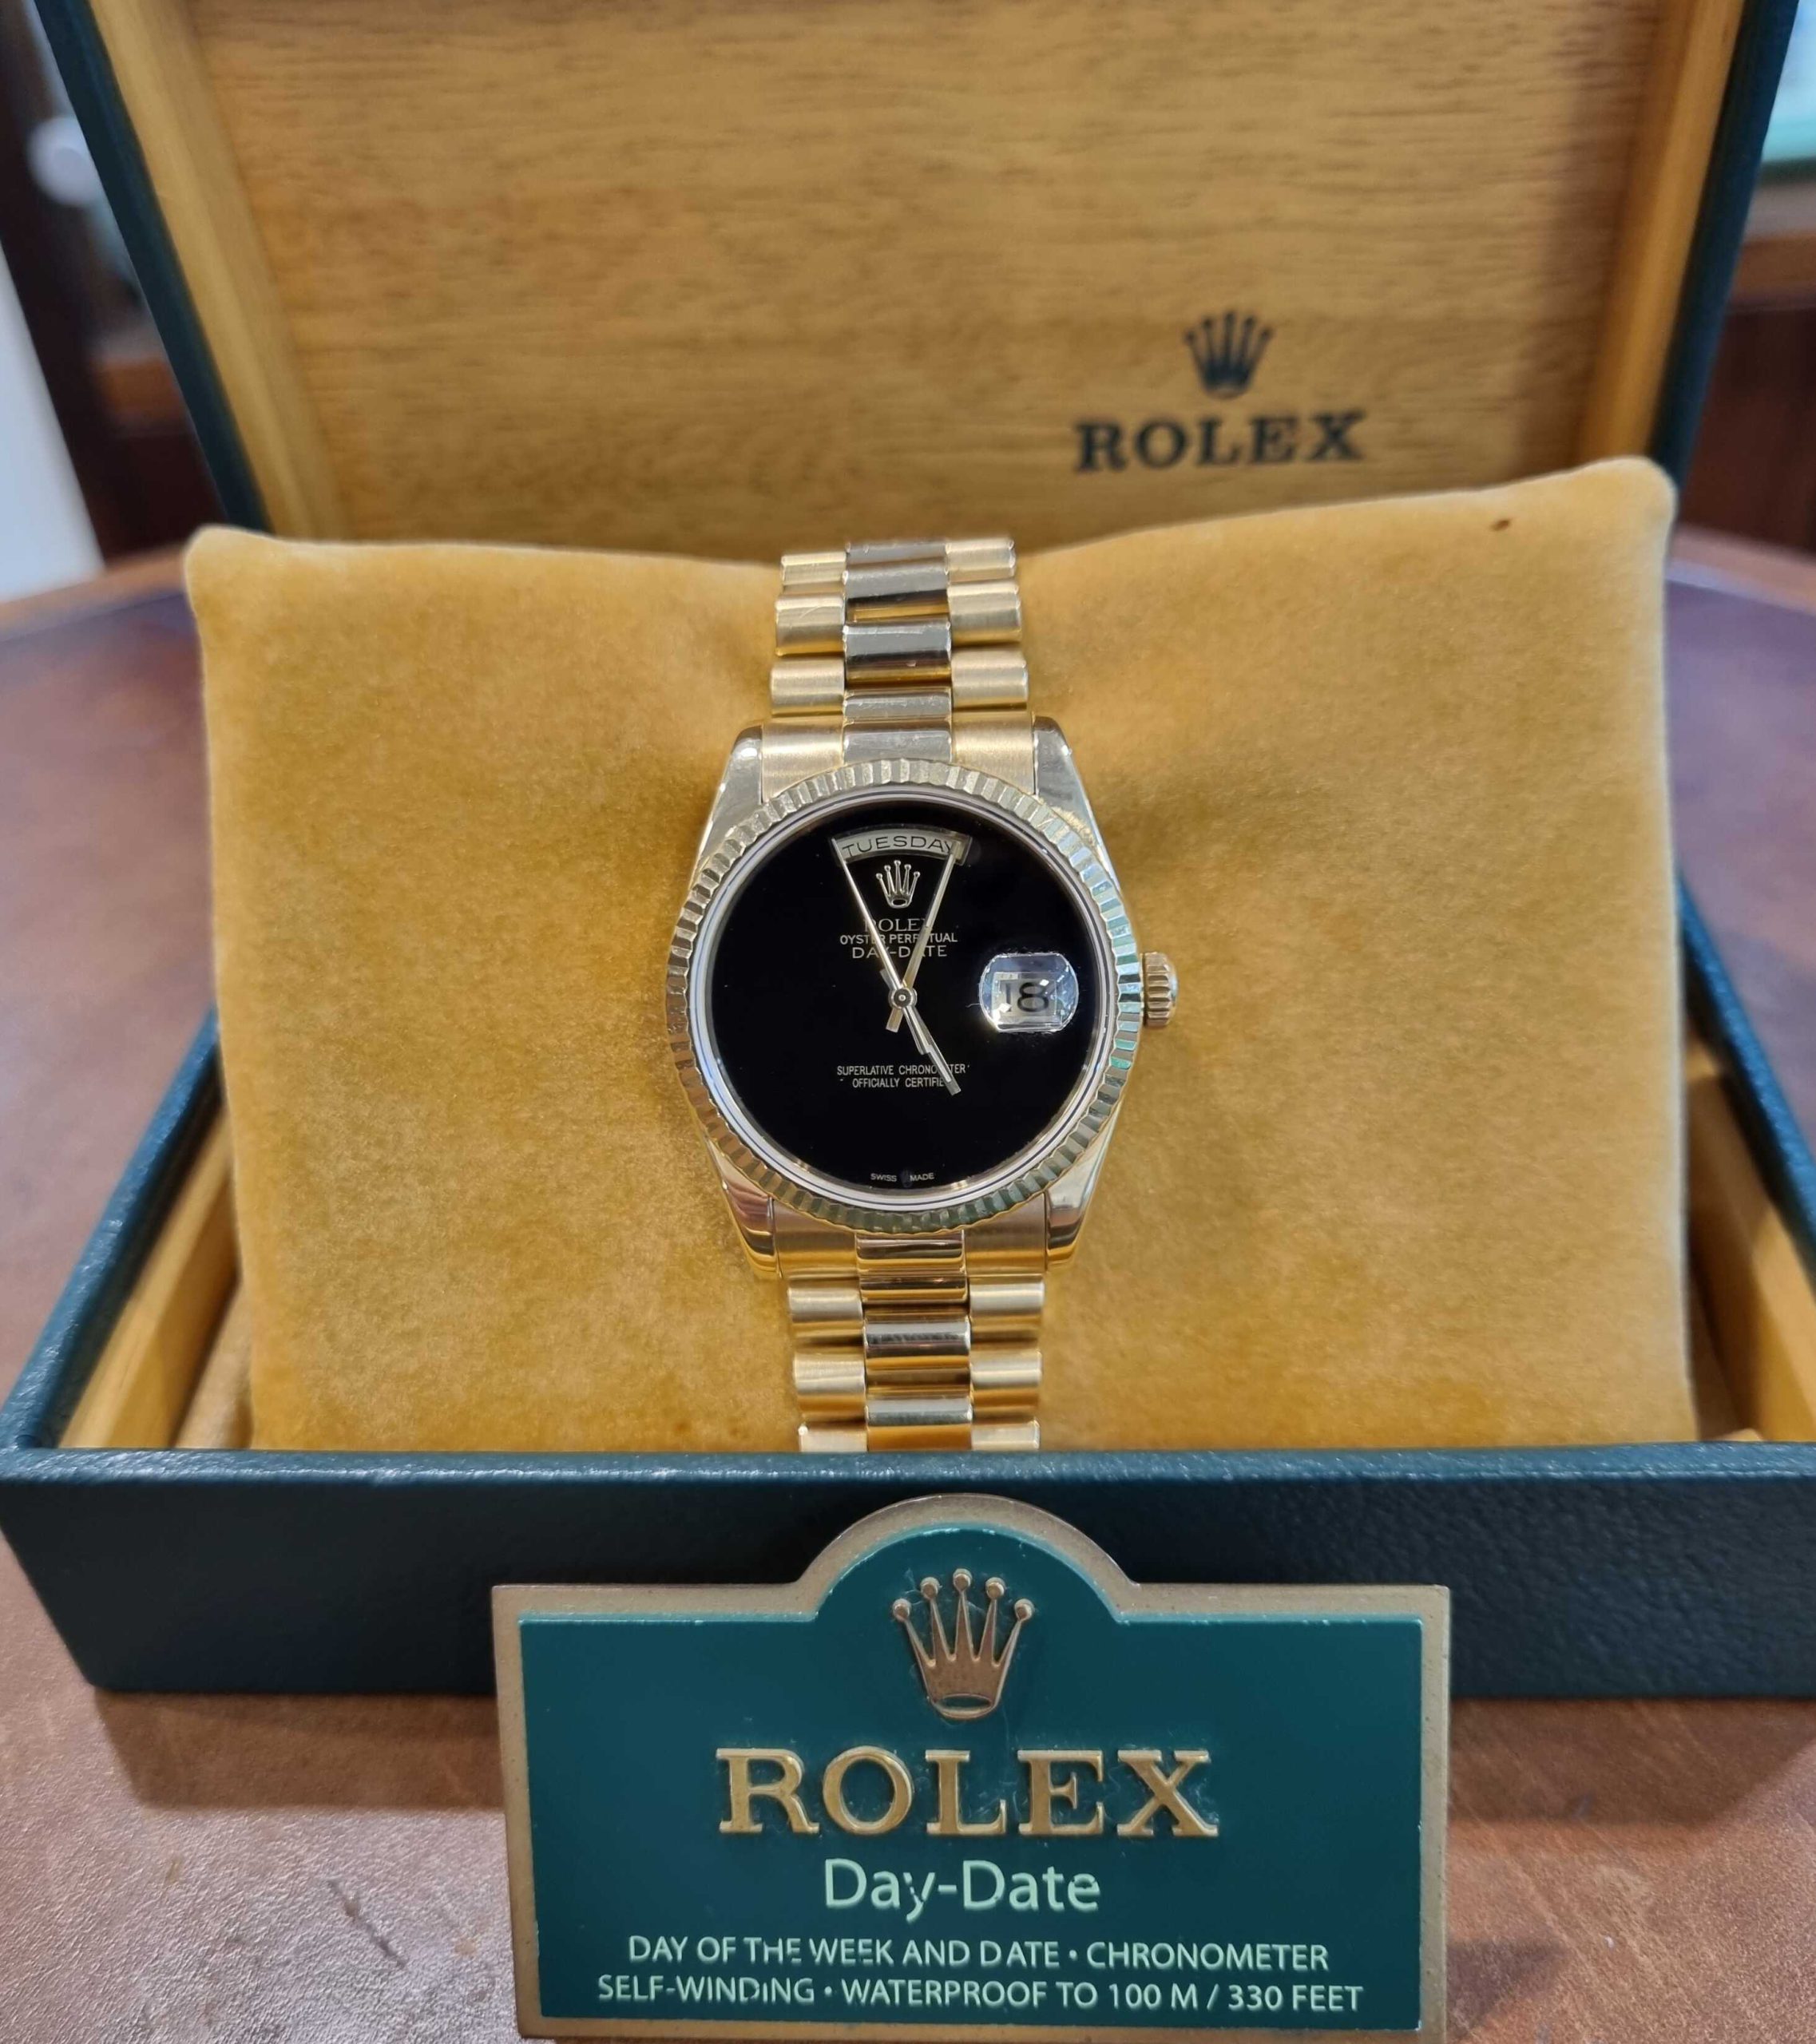 ROLEX
TUESDAY
ROLEX
OYSTER PERPETUAL
DAY-DATE
18
SUPERLATIVE CHRONOMETER
OFFICIALLY CERTIFIED
SWISS MADE
ROLEX
Day-Date
DAY OF THE WEEK AND DATE • CHRONOMETER
SELF-WINDING • WATERPROOF TO 100 M / 330 FEET